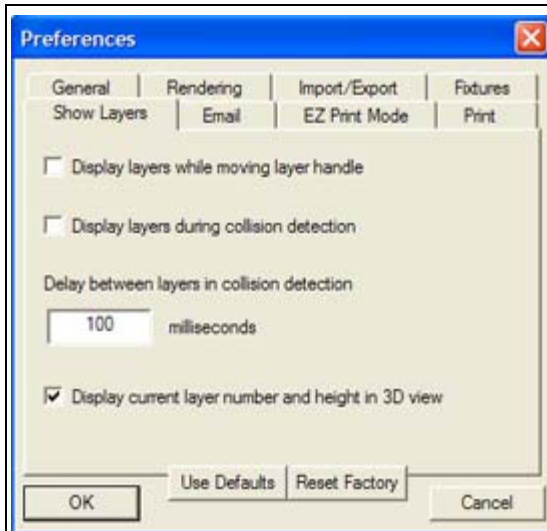 Preferences
General Rendering Import/Export Fixtures
Show Layers Email EZ Print Mode Print
Display layers while moving layer handle
Display layers during collision detection
Delay between layers in collision detection
100 milliseconds
Display current layer number and height in 3D view
Use Defaults Reset Factory
OK Cancel